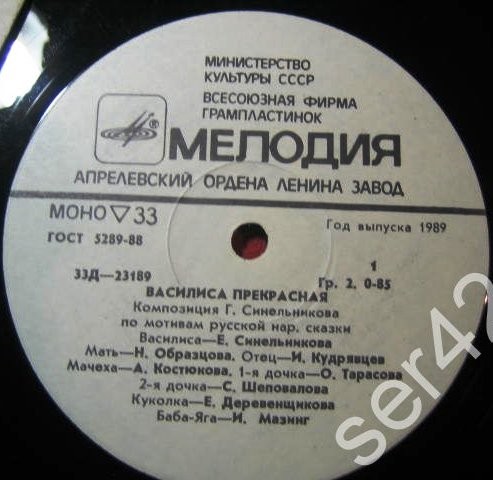 МИНИСТЕРСТВО
КУЛЬТУРЫ СССР
ВСЕСОЮЗНАЯ ФИРМА
ГРАМПЛАСТИНОК
МЕЛОДИЯ
АПРЕЛЕВСКИЙ ОРДЕНА ЛЕНИНА ЗАВОД
МОНО ▽ 33
ГОСТ 5289-88
Год выпуска 1989
33Д—23189
1
Гр. 2, 0-85
ВАСИЛИСА ПРЕКРАСНАЯ
Композиция Г. Синельникова
по мотивам русской нар. сказки
Василиса—Е. Синельникова
Мать—Н. Образцова. Отец—И. Кудрявцев
Мачеха—А. Костюкова. 1-я дочка—О. Тарасова
2-я дочка—С. Шеповалова
Куколка—Е. Деревенщикова
Баба-Яга—И. Мазинг
ser42